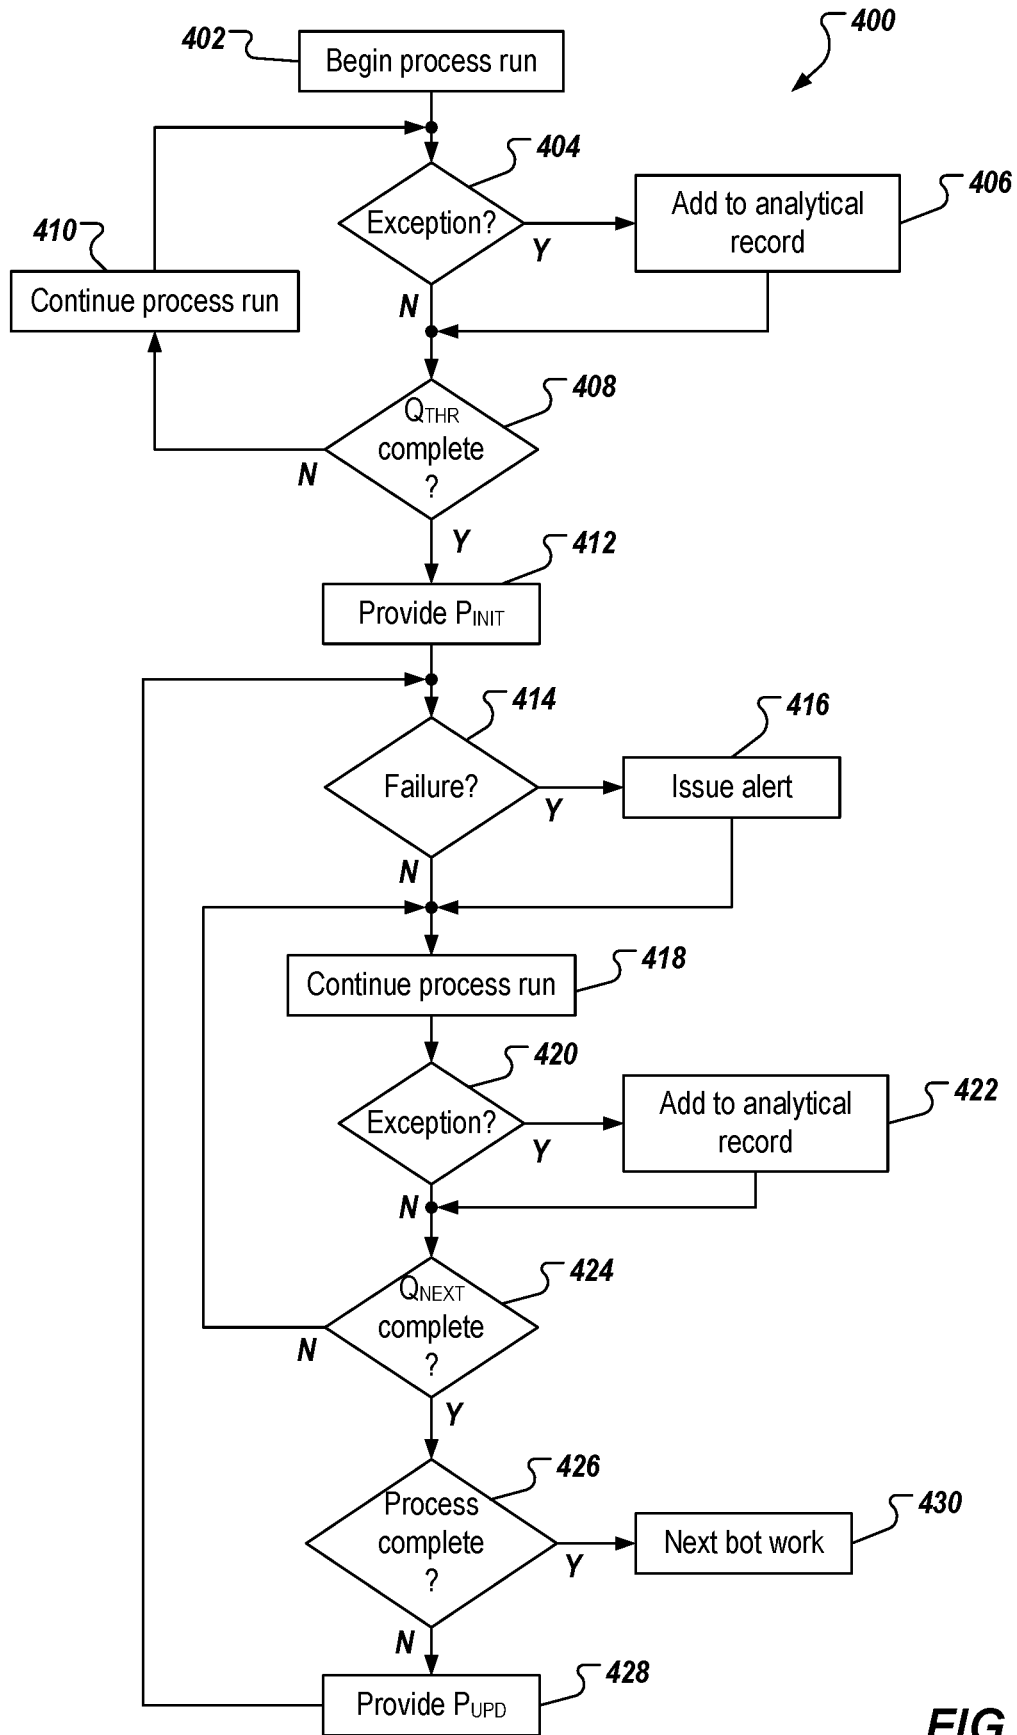 400
402
Begin process run
404
Exception?
Y
N
406
Add to analytical
record
410
Continue process run
408
QTHR
complete
?
N
Y
412
Provide PINIT
414
Failure?
Y
N
416
Issue alert
418
Continue process run
420
Exception?
Y
N
422
Add to analytical
record
424
QNEXT
complete
?
N
Y
426
Process
complete
?
Y
N
430
Next bot work
428
Provide PUPD
FIG